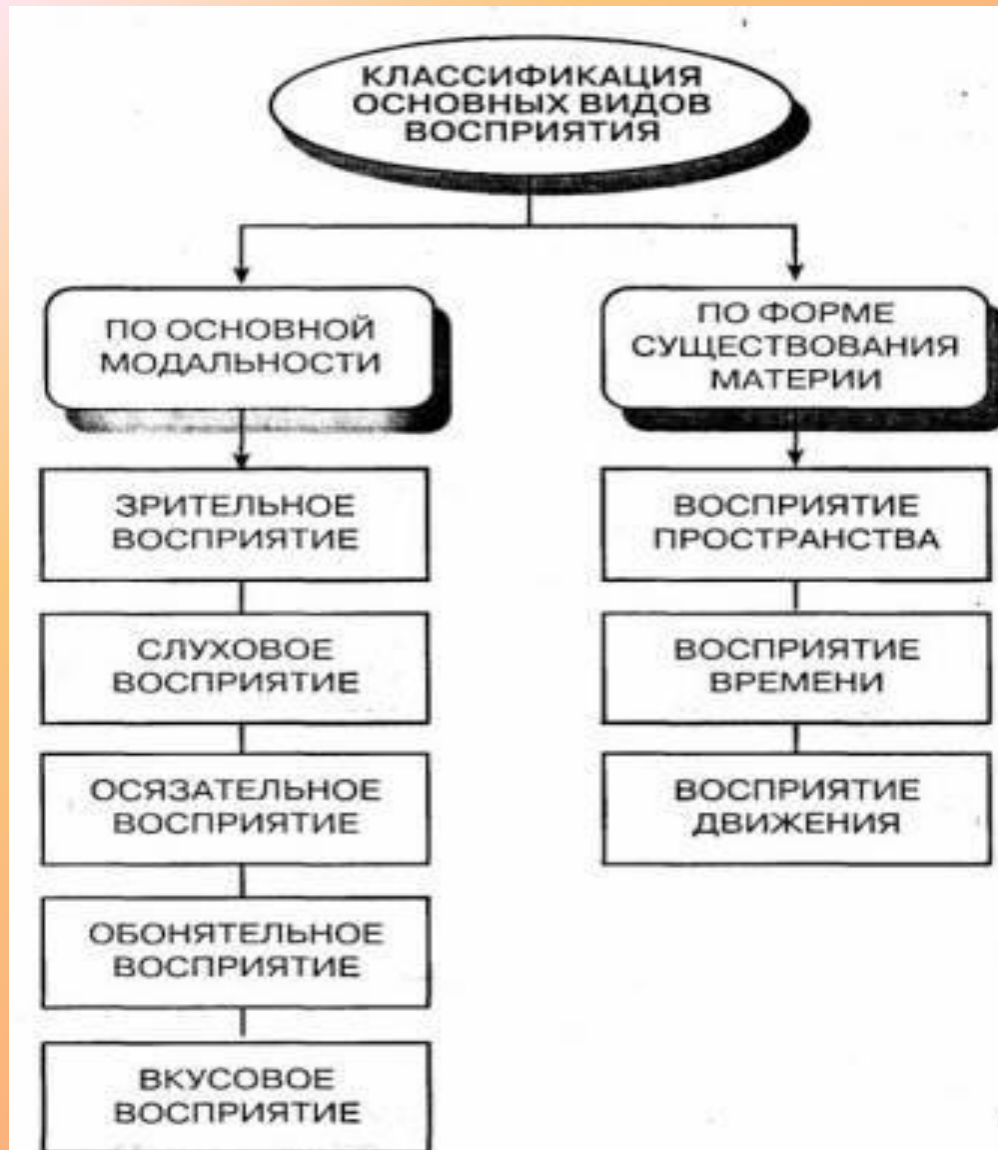 КЛАССИФИКАЦИЯ
ОСНОВНЫХ ВИДОВ
ВОСПРИЯТИЯ
ПО ОСНОВНОЙ
МОДАЛЬНОСТИ
ПО ФОРМЕ
СУЩЕСТВОВАНИЯ
МАТЕРИИ
ЗРИТЕЛЬНОЕ
ВОСПРИЯТИЕ
СЛУХОВОЕ
ВОСПРИЯТИЕ
ОСЯЗАТЕЛЬНОЕ
ВОСПРИЯТИЕ
ОБОНЯТЕЛЬНОЕ
ВОСПРИЯТИЕ
ВКУСОВОЕ
ВОСПРИЯТИЕ
ВОСПРИЯТИЕ
ПРОСТРАНСТВА
ВОСПРИЯТИЕ
ВРЕМЕНИ
ВОСПРИЯТИЕ
ДВИЖЕНИЯ